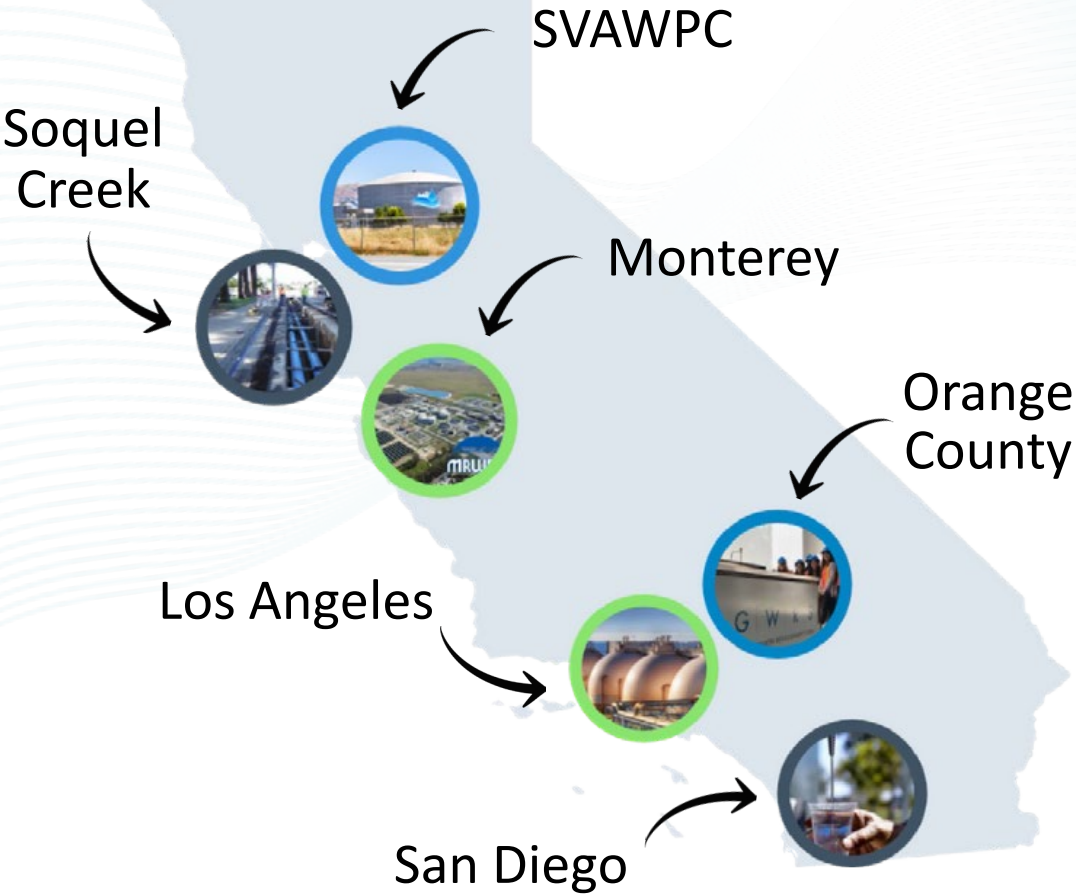 SVAWPC
Soquel
Creek
Monterey
Orange
County
Los Angeles
San Diego